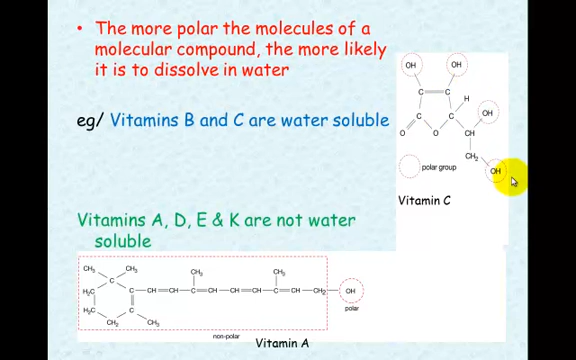 The more polar the molecules of a
molecular compound, the more likely
it is to dissolve in water
eg/ Vitamins B and C are water soluble
OH OH
C C H
OH
C C
O O CH
CH2
OH
polar group
Vitamin C
Vitamins A, D, E & K are not water
soluble
CH3 CH3 CH3 CH3
C
H2C C CH CH C CH CH CH C CH CH2 OH
H2C C polar
CH2 CH3
non-polar
Vitamin A